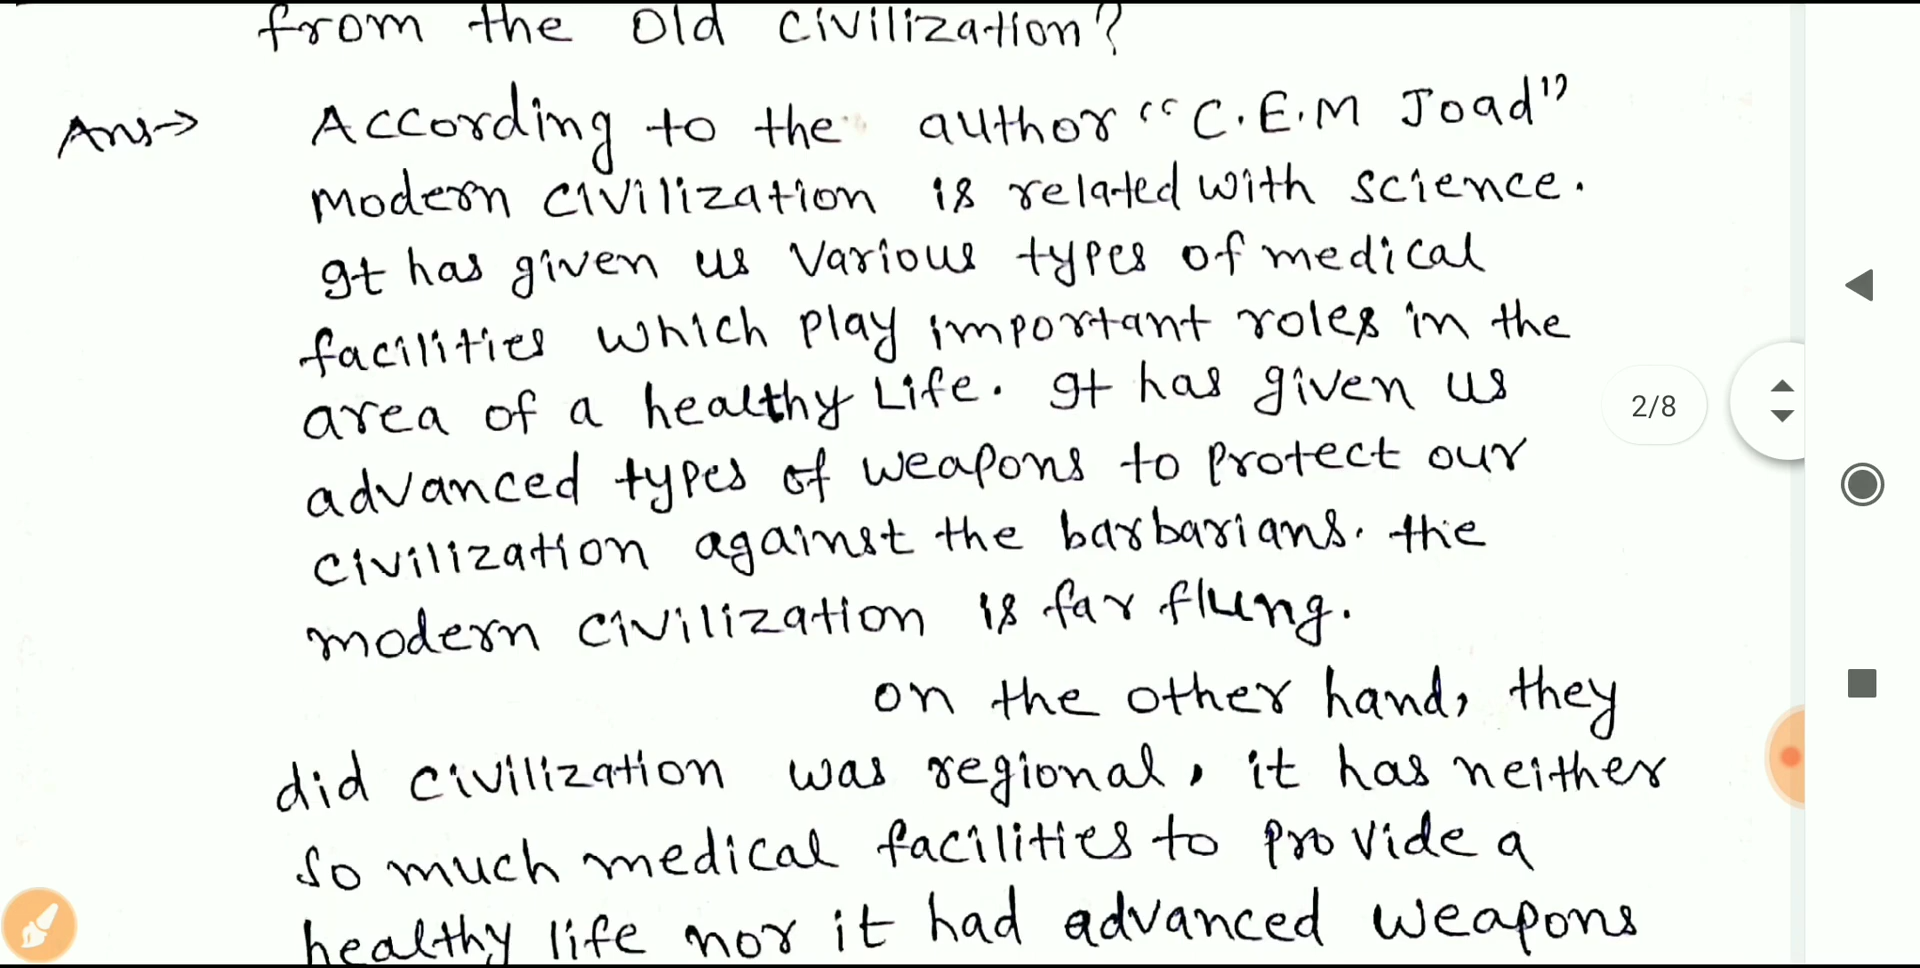 from the old civilization?
Ans→ According to the author "C.E.M Joad"
modern civilization is related with science.
It has given us various types of medical
facilities which play important roles in the
area of a healthy Life. It has given us
advanced types of weapons to protect our
civilization against the barbarians. the
modern civilization is far flung.
2/8
on the other hand, they
did civilization was regional, it has neither
so much medical facilities to provide a
healthy life nor it had advanced weapons